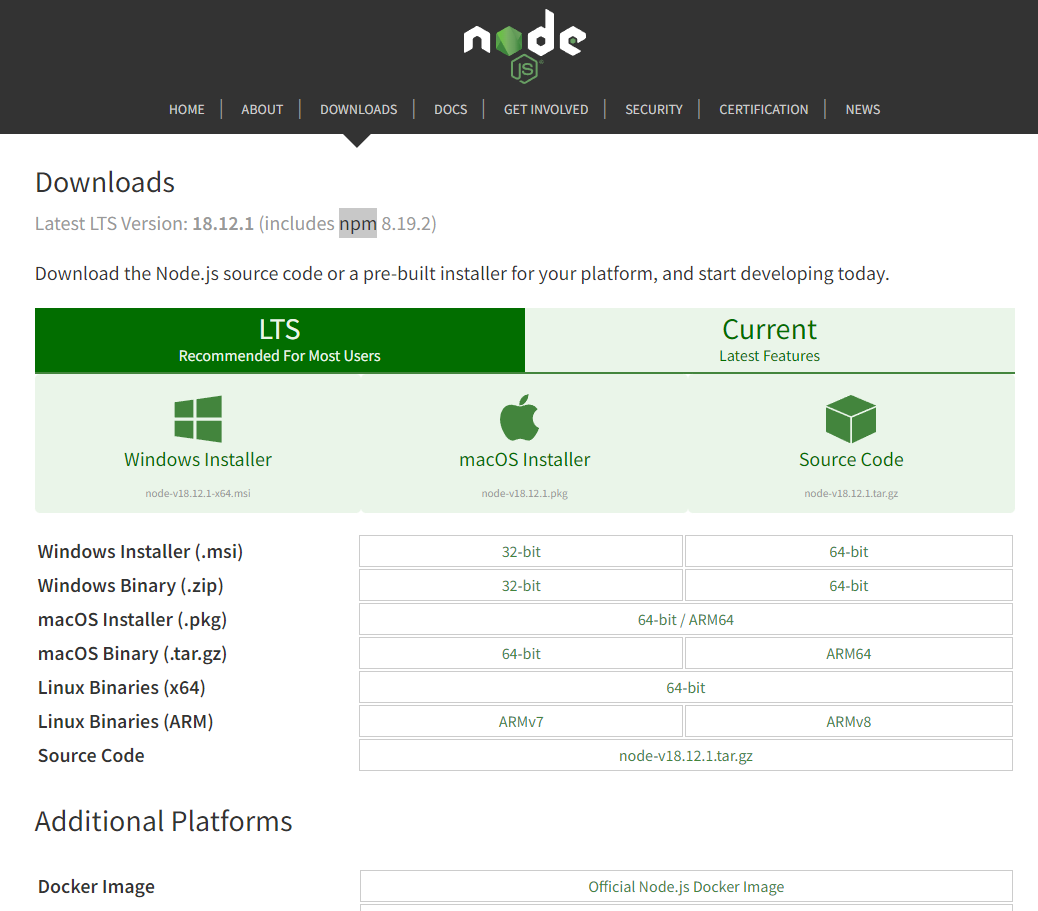 node
JS
HOME | ABOUT | DOWNLOADS | DOCS | GET INVOLVED | SECURITY | CERTIFICATION | NEWS
Downloads
Latest LTS Version: 18.12.1 (includes npm 8.19.2)
Download the Node.js source code or a pre-built installer for your platform, and start developing today.
LTS Current
Recommended For Most Users Latest Features
Windows Installer macOS Installer Source Code
node-v18.12.1-x64.msi node-v18.12.1.pkg node-v18.12.1.tar.gz
Windows Installer (.msi) 32-bit 64-bit
Windows Binary (.zip) 32-bit 64-bit
macOS Installer (.pkg) 64-bit / ARM64
macOS Binary (.tar.gz) 64-bit ARM64
Linux Binaries (x64) 64-bit
Linux Binaries (ARM) ARMv7 ARMv8
Source Code node-v18.12.1.tar.gz
Additional Platforms
Docker Image Official Node.js Docker Image